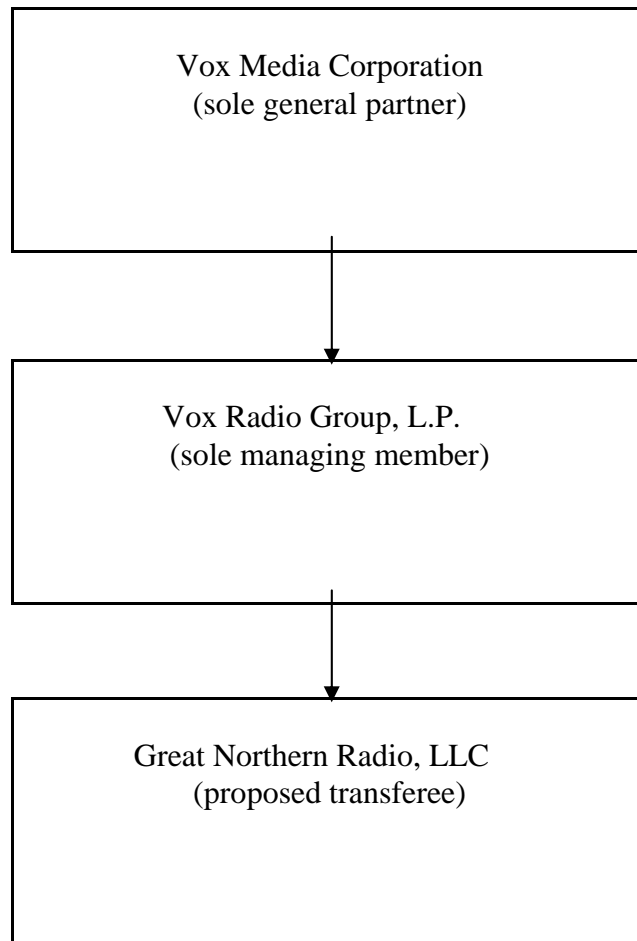 Vox Media Corporation
(sole general partner)
Vox Radio Group, L.P.
(sole managing member)
Great Northern Radio, LLC
(proposed transferee)